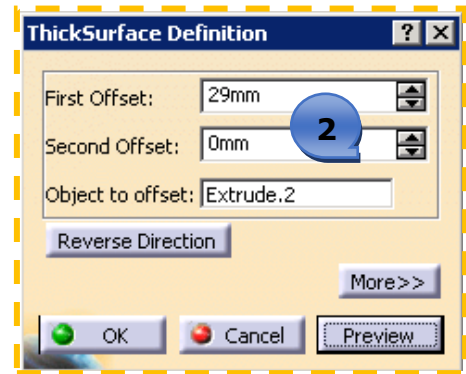 ThickSurface Definition ? X
First Offset: 29mm
Second Offset: 0mm
2
Object to offset: Extrude.2
Reverse Direction
More>>
OK Cancel Preview